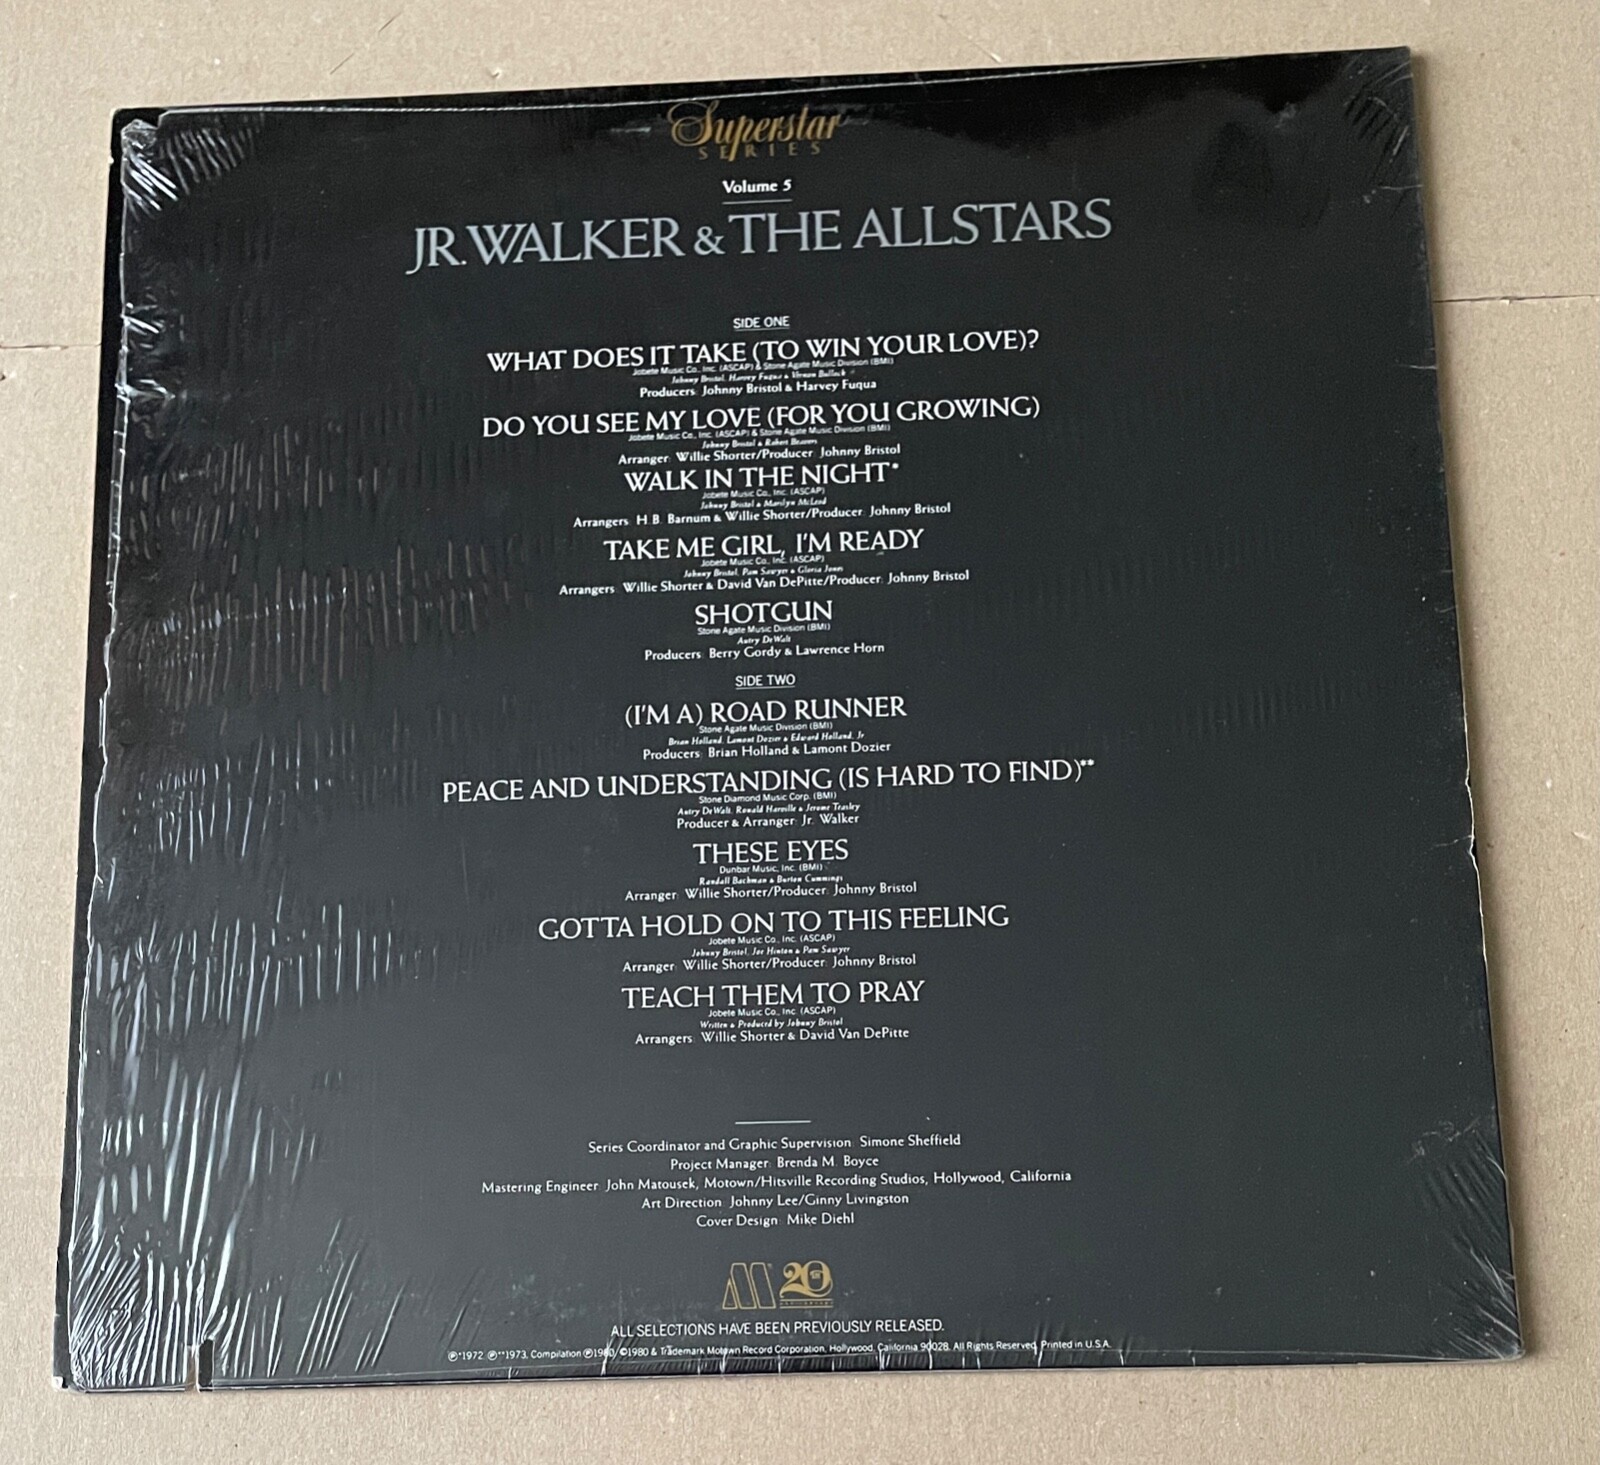 Superstar
SERIES
Volume 5
JR. WALKER & THE ALLSTARS
SIDE ONE
WHAT DOES IT TAKE (TO WIN YOUR LOVE)?
Jobete Music Co., Inc. (ASCAP) & Stone Agate Music Division (BMI)
Johnny Bristol, Harvey Fuqua & Vernon Bullock
Producers: Johnny Bristol & Harvey Fuqua
DO YOU SEE MY LOVE (FOR YOU GROWING)
Jobete Music Co., Inc. (ASCAP) & Stone Agate Music Division (BMI)
Johnny Bristol & Robert Beavers
Arranger: Willie Shorter/Producer: Johnny Bristol
WALK IN THE NIGHT*
Jobete Music Co., Inc. (ASCAP)
Johnny Bristol & Marilyn McLeod
Arrangers: H.B. Barnum & Willie Shorter/Producer: Johnny Bristol
TAKE ME GIRL, I'M READY
Jobete Music Co., Inc. (ASCAP)
Johnny Bristol, Pam Sawyer & Gloria Jones
Arrangers: Willie Shorter & David Van DePitte/Producer: Johnny Bristol
SHOTGUN
Stone Agate Music Division (BMI)
Autry DeWalt
Producers: Berry Gordy & Lawrence Horn
SIDE TWO
(I'M A) ROAD RUNNER
Stone Agate Music Division (BMI)
Brian Holland, Lamont Dozier & Edward Holland, Jr.
Producers: Brian Holland & Lamont Dozier
PEACE AND UNDERSTANDING (IS HARD TO FIND)**
Stone Diamond Music Corp. (BMI)
Autry DeWalt, Ronald Harville & Jerome Teasley
Producer & Arranger: Jr. Walker
THESE EYES
Dunbar Music, Inc. (BMI)
Randall Bachman & Burton Cummings
Arranger: Willie Shorter/Producer: Johnny Bristol
GOTTA HOLD ON TO THIS FEELING
Jobete Music Co., Inc. (ASCAP)
Johnny Bristol, Joe Hinton & Pam Sawyer
Arranger: Willie Shorter/Producer: Johnny Bristol
TEACH THEM TO PRAY
Jobete Music Co., Inc. (ASCAP)
Written & Produced by Johnny Bristol
Arrangers: Willie Shorter & David Van DePitte
Series Coordinator and Graphic Supervision: Simone Sheffield
Project Manager: Brenda M. Boyce
Mastering Engineer: John Matousek, Motown/Hitsville Recording Studios, Hollywood, California
Art Direction: Johnny Lee/Ginny Livingston
Cover Design: Mike Diehl
M 20TH
ANNIVERSARY
ALL SELECTIONS HAVE BEEN PREVIOUSLY RELEASED.
℗*1972 ℗**1973, Compilation ℗1980, ©1980 & Trademark Motown Record Corporation, Hollywood, California 90028. All Rights Reserved. Printed in U.S.A.